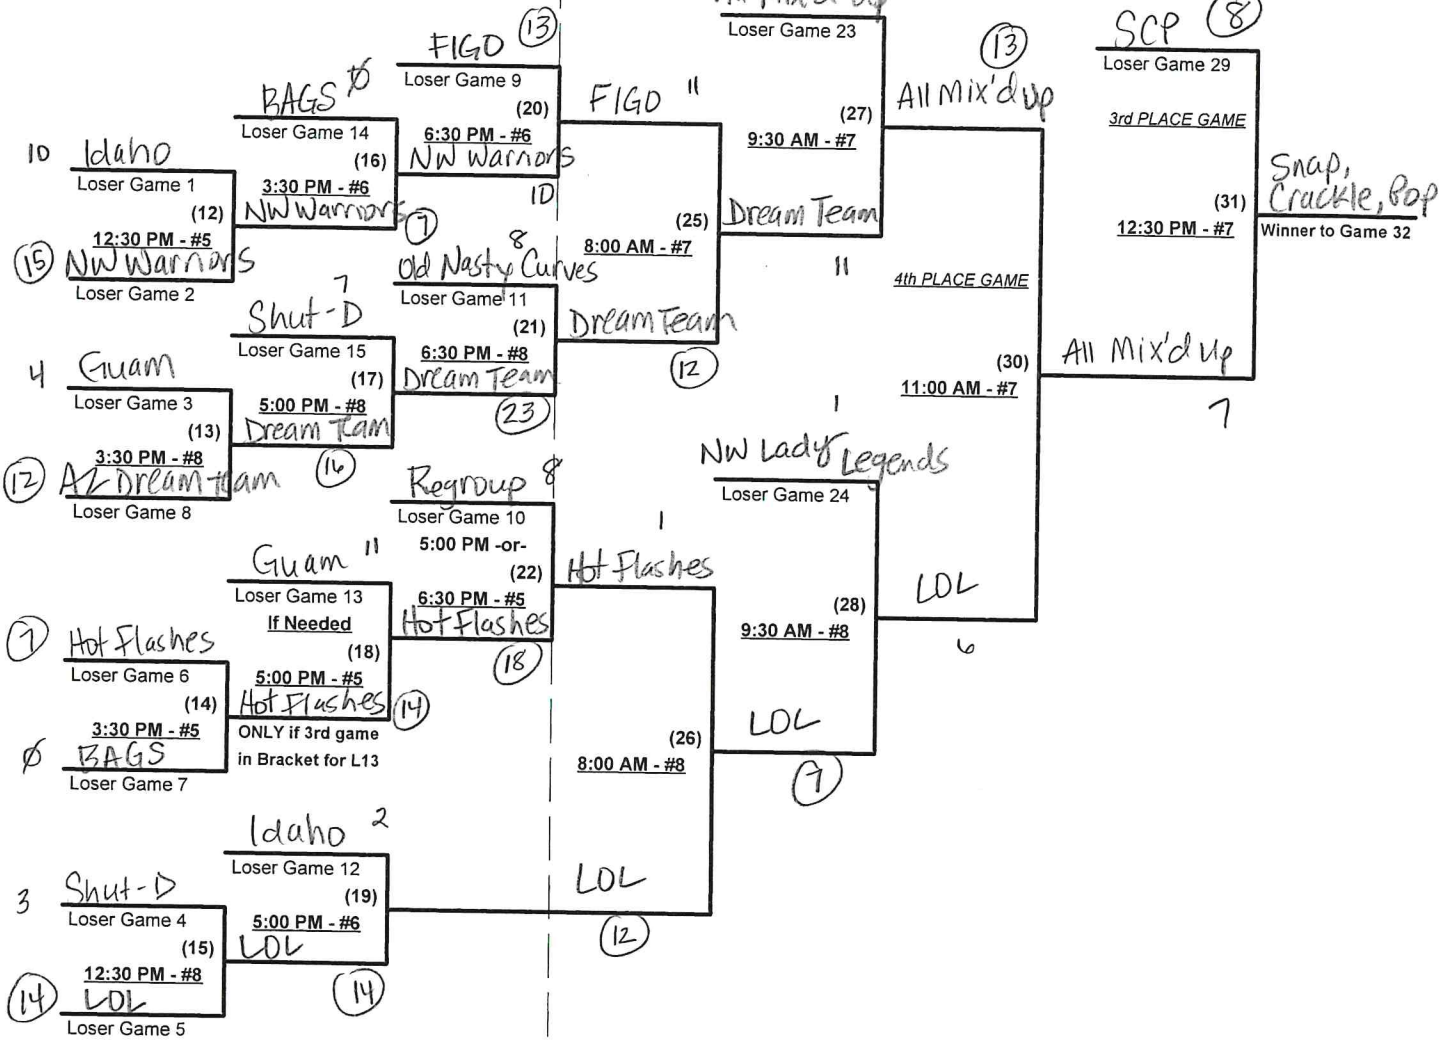 FIGO 13
Loser Game 9
(20)
6:30 PM - #6
NW Warriors
10
BAGS 0
Loser Game 14
(16)
3:30 PM - #6
NW Warriors 7
10 Idaho
Loser Game 1
(12)
12:30 PM - #5
15 NW Warriors
Loser Game 2
Old Nasty Curves 8
Loser Game 11
(21)
6:30 PM - #8
Dream Team
23
Shut-D 7
Loser Game 15
(17)
5:00 PM - #8
Dream Team
16
4 Guam
Loser Game 3
(13)
3:30 PM - #8
12 AZ Dream team
Loser Game 8
Regroup 8
Loser Game 10
5:00 PM -or-
(22)
6:30 PM - #5
Hot Flashes
18
Guam 11
Loser Game 13
If Needed
(18)
5:00 PM - #5
Hot Flashes 14
ONLY if 3rd game
in Bracket for L13
7 Hot Flashes
Loser Game 6
(14)
3:30 PM - #5
0 BAGS
Loser Game 7
Idaho 2
Loser Game 12
(19)
5:00 PM - #6
LOL
14
3 Shut-D
Loser Game 4
(15)
12:30 PM - #8
14 LOL
Loser Game 5
FIGO 11
(25)
8:00 AM - #7
Dream Team
12
Hot Flashes 1
(26)
8:00 AM - #8
LOL
12
Loser Game 23
(27)
9:30 AM - #7
Dream Team
11
NW Lady Legends 1
Loser Game 24
(28)
9:30 AM - #8
LOL
7
13
All Mix'd Up
4th PLACE GAME
(30)
11:00 AM - #7
LOL
6
SCP 8
Loser Game 29
3rd PLACE GAME
(31)
12:30 PM - #7
All Mix'd Up
7
Snap,
Crackle, Pop
Winner to Game 32